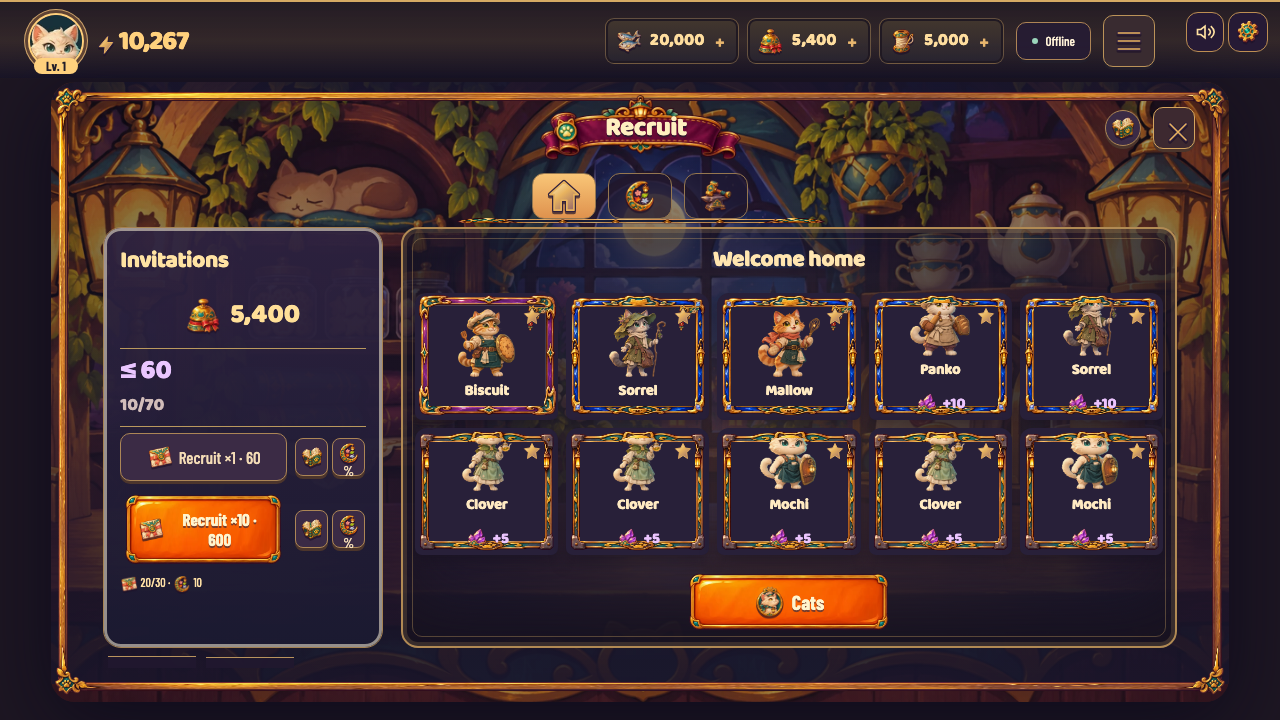 10,267
20,000 +
5,400 +
5,000 +
Offline
Lv. 1
Recruit
Invitations
Welcome home
5,400
≤ 60
10/70
Recruit ×1 · 60
%
Recruit ×10 ·
600
%
20/30 · 10
Biscuit
Sorrel
Mallow
Panko
+10
Sorrel
+10
Clover
+5
Clover
+5
Mochi
+5
Clover
+5
Mochi
+5
Cats